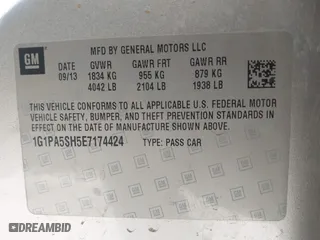 GM
MFD BY GENERAL MOTORS LLC
DATE GVWR GAWR FRT GAWR RR
09/13 1834 KG 955 KG 879 KG
4042 LB 2104 LB 1938 LB
THIS VEHICLE CONFORMS TO ALL APPLICABLE U.S. FEDERAL MOTOR
VEHICLE SAFETY, BUMPER, AND THEFT PREVENTION STANDARDS IN
EFFECT ON THE DATE OF MANUFACTURE SHOWN ABOVE.
1G1PA5SH5E7174424 TYPE: PASS CAR
DREAMBID